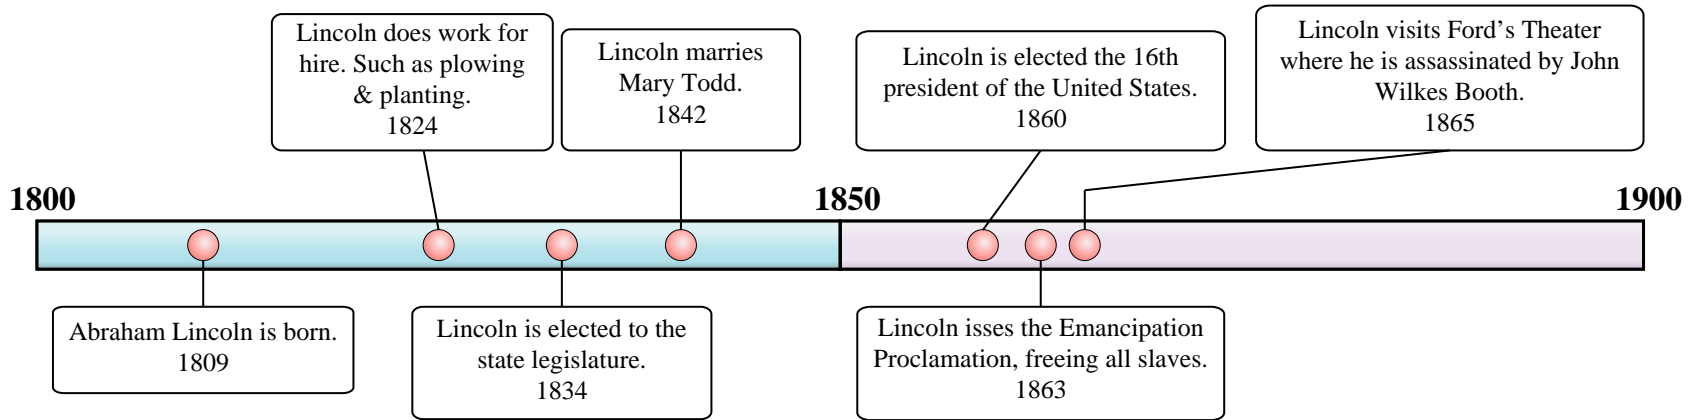 Lincoln does work for
hire. Such as plowing
& planting.
1824
Lincoln marries
Mary Todd.
1842
Lincoln is elected the 16th
president of the United States.
1860
Lincoln visits Ford’s Theater
where he is assassinated by John
Wilkes Booth.
1865
1800
1850
1900
Abraham Lincoln is born.
1809
Lincoln is elected to the
state legislature.
1834
Lincoln isses the Emancipation
Proclamation, freeing all slaves.
1863